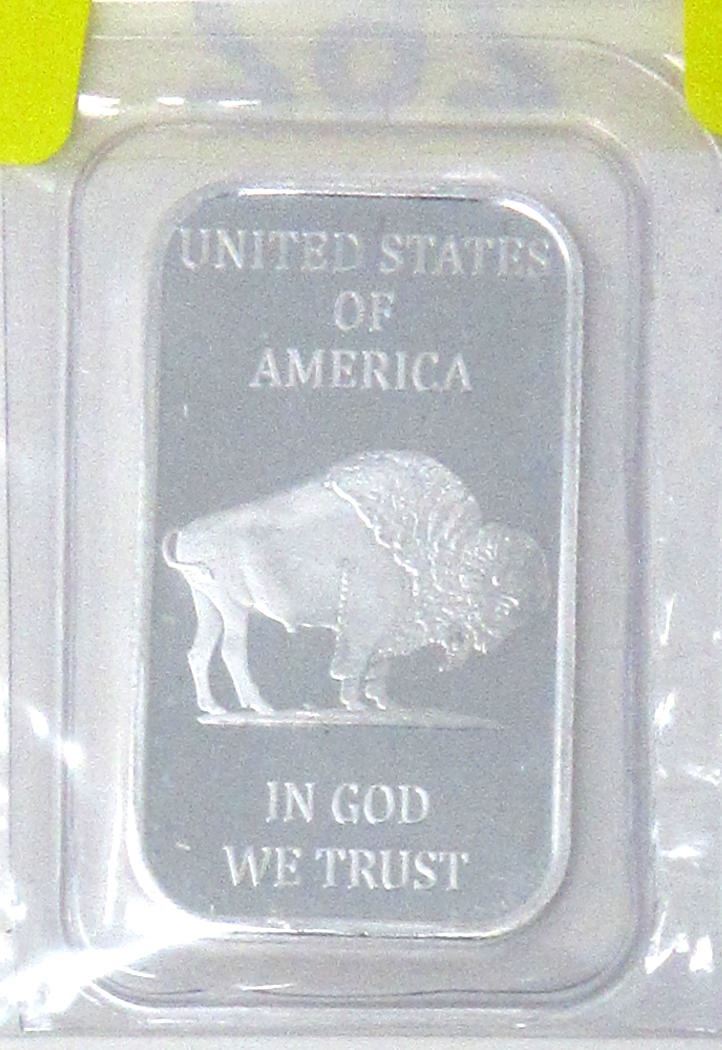 UNITED STATES
OF
AMERICA
IN GOD
WE TRUST